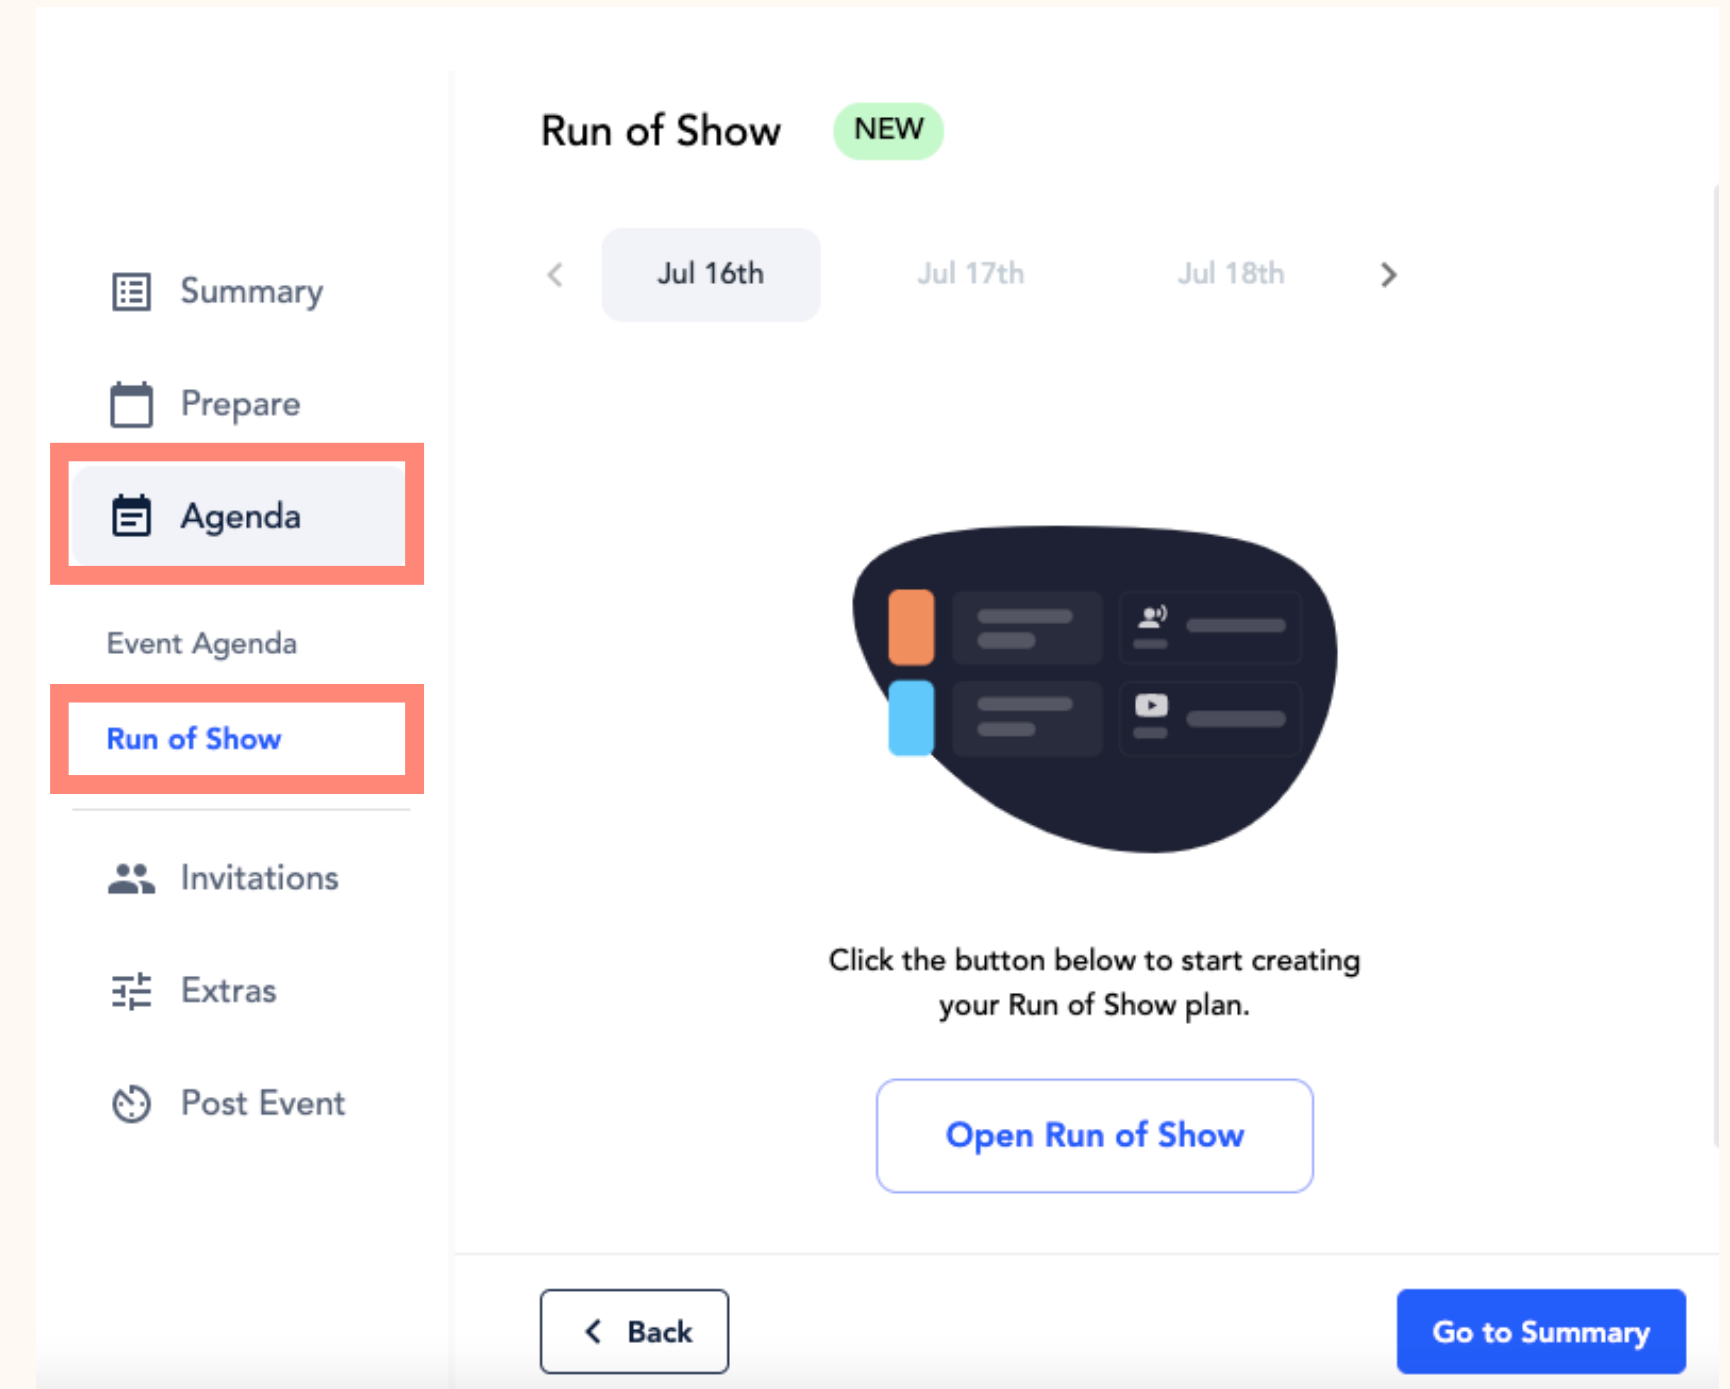 Run of Show
NEW
Jul 16th
Jul 17th
Jul 18th
Summary
Prepare
Agenda
Event Agenda
Run of Show
Invitations
Extras
Post Event
Click the button below to start creating
your Run of Show plan.
Open Run of Show
Back
Go to Summary